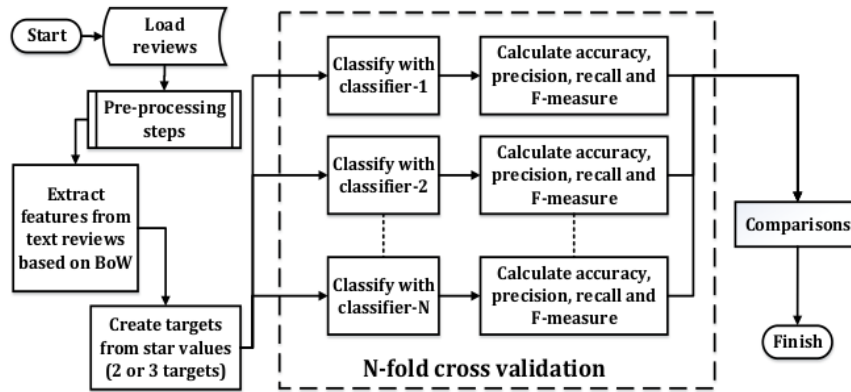 Start
Load
reviews
Pre-processing
steps
Extract
features from
text reviews
based on BoW
Create targets
from star values
(2 or 3 targets)
Classify with
classifier-1
Calculate accuracy,
precision, recall and
F-measure
Classify with
classifier-2
Calculate accuracy,
precision, recall and
F-measure
Classify with
classifier-N
Calculate accuracy,
precision, recall and
F-measure
N-fold cross validation
Comparisons
Finish